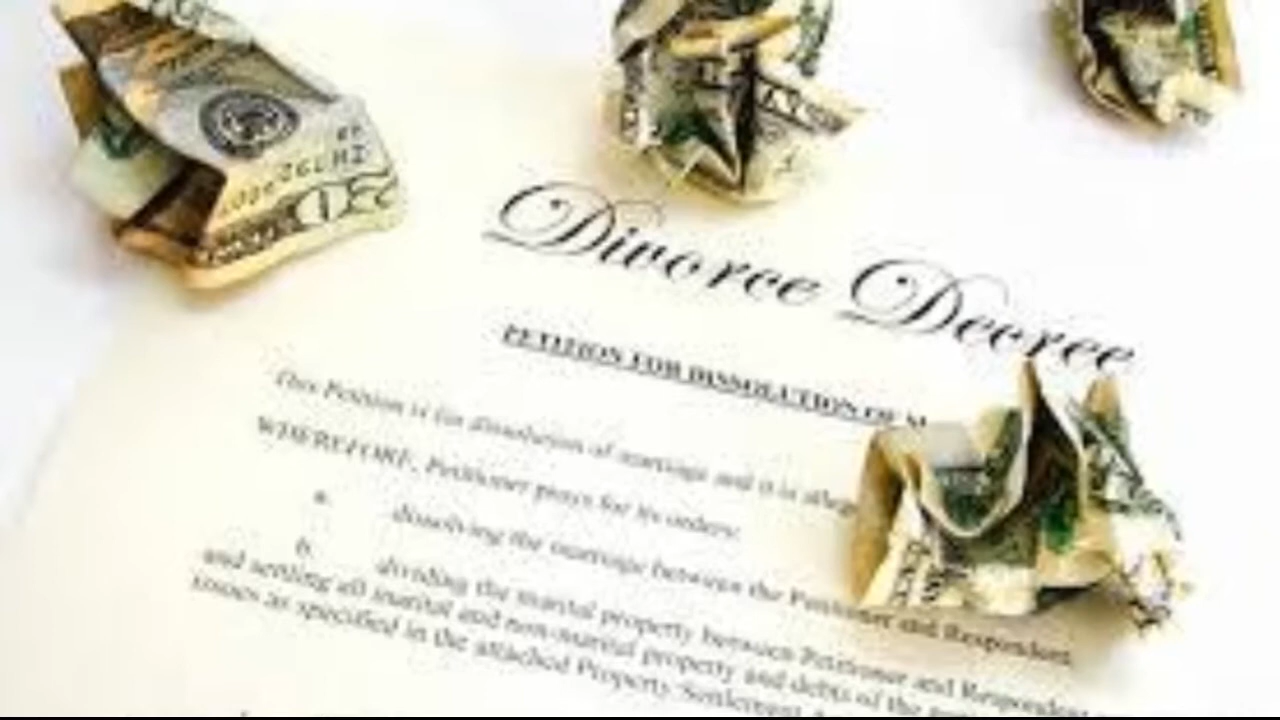 Divorce Decree
PETITION FOR DISSOLUTION OF M
This Petition is for dissolution of marriage and it is alleg
WHEREFORE, Petitioner prays for its orders:
a. dissolving the marriage between the Petitioner and Respondent.
b. dividing the marital property between Petitioner and Respondent
and settling all marital and non-marital property and debts of the
issues as specified in the attached Property Settlement